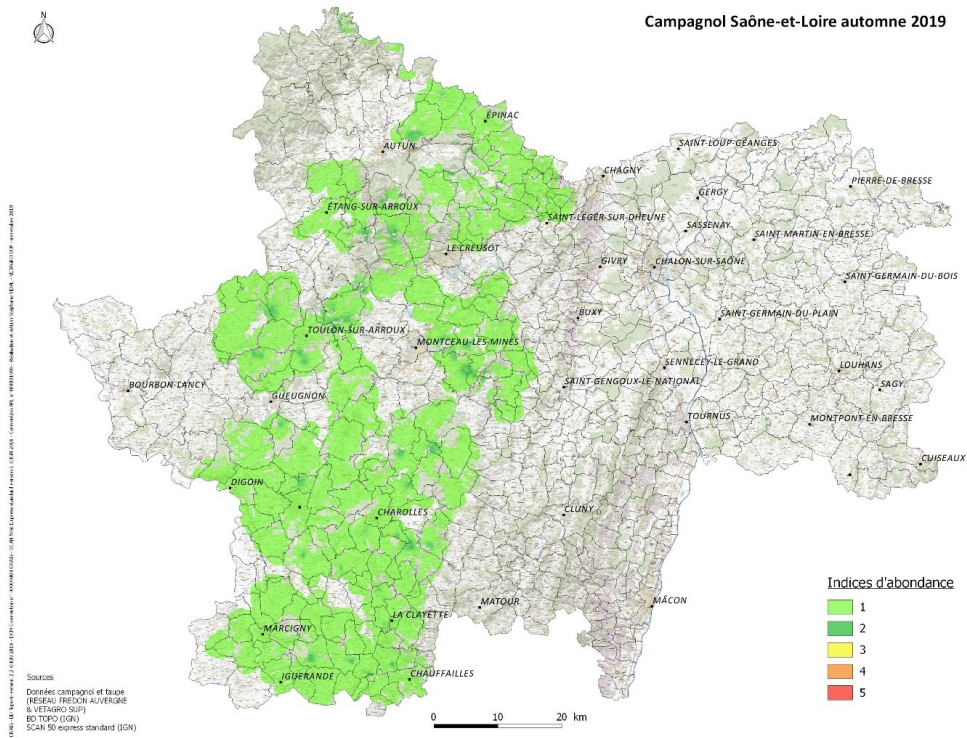 Campagnol Saône-et-Loire automne 2019
N
ÉPINAC
AUTUN
SAINT-LOUP-GÉANGES
CHAGNY
PIERRE-DE-BRESSE
GERGY
ÉTANG-SUR-ARROUX
SAINT-LÉGER-SUR-DHEUNE
SASSENAY
SAINT-MARTIN-EN-BRESSE
LE CREUSOT
GIVRY
CHALON-SUR-SAÔNE
SAINT-GERMAIN-DU-BOIS
BUXY
SAINT-GERMAIN-DU-PLAIN
TOULON-SUR-ARROUX
MONTCEAU-LES-MINES
SENNECEY-LE-GRAND
LOUHANS
BOURBON-LANCY
SAINT-GENGOUX-LE-NATIONAL
SAGY
GUEUGNON
TOURNUS
MONTPONT-EN-BRESSE
CUISEAUX
DIGOIN
CHAROLLES
CLUNY
MATOUR
MÂCON
LA CLAYETTE
MARCIGNY
IGUERANDE
CHAUFFAILLES
Indices d'abondance
1
2
3
4
5
Sources
Données campagnol et taupe
(RESEAU FREDON AUVERGNE
& VETAGRO SUP)
BD TOPO (IGN)
SCAN 50 express standard (IGN)
0 10 20 km